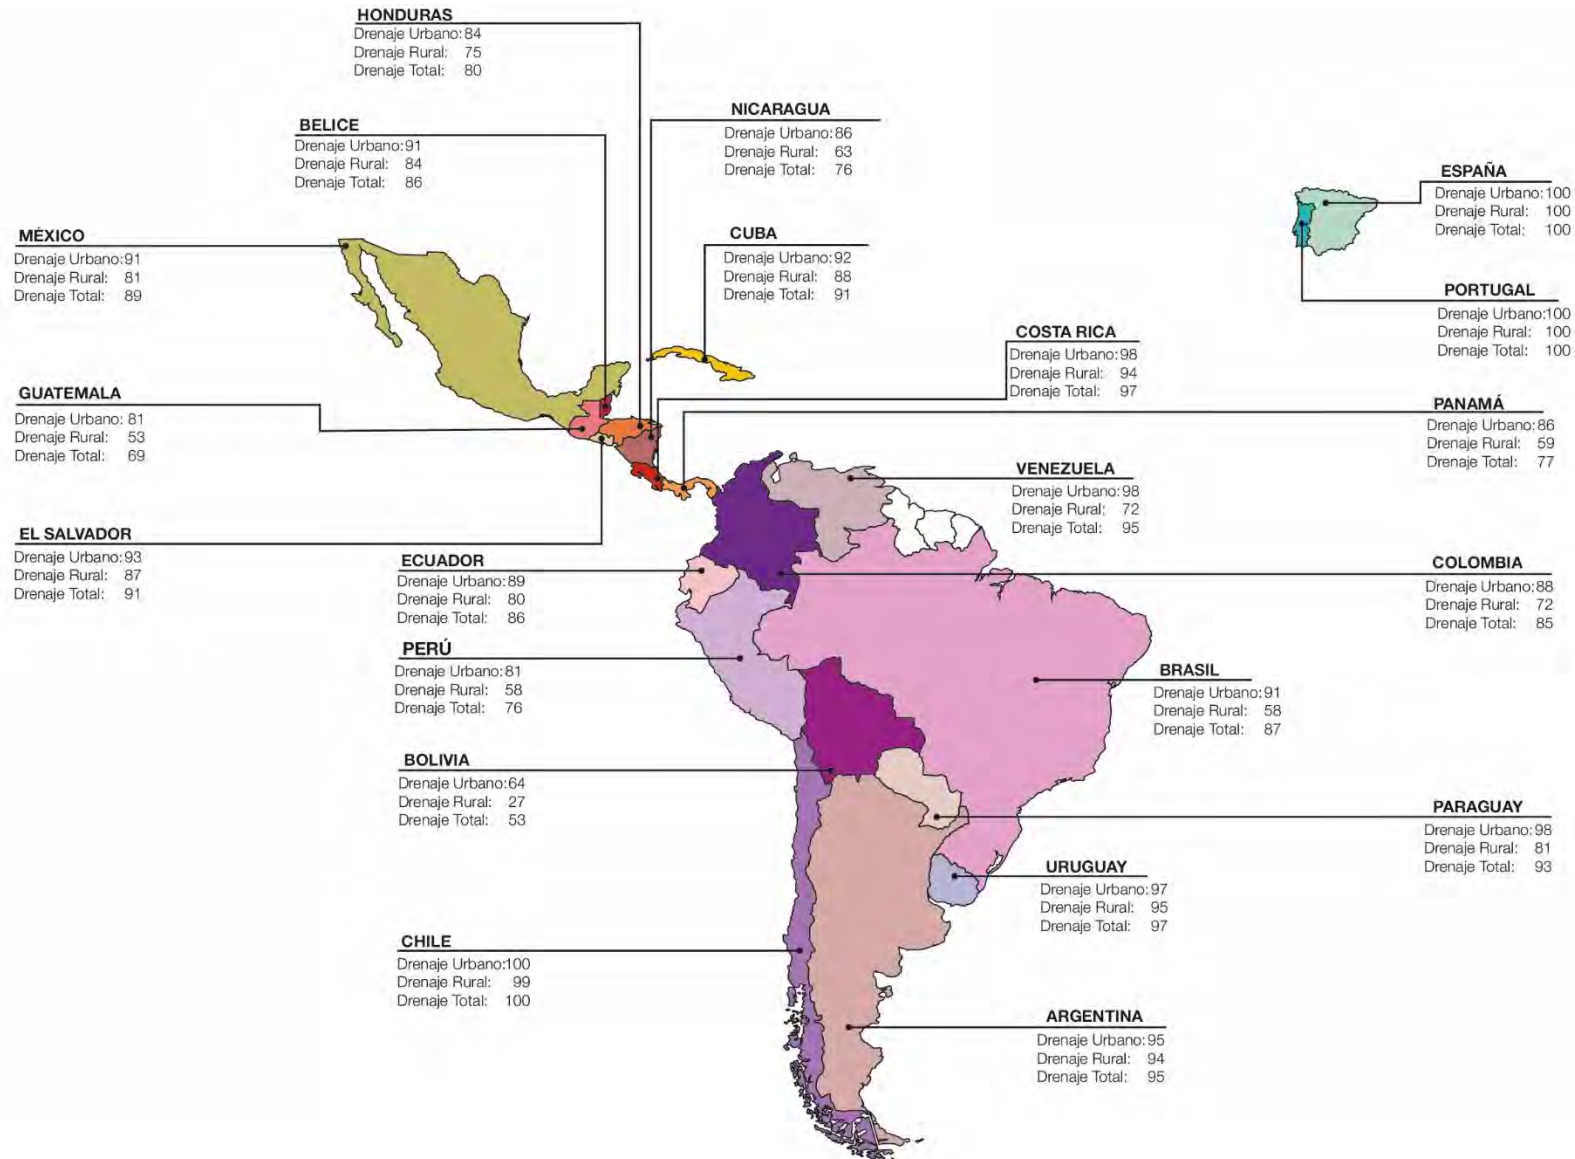 HONDURAS
Drenaje Urbano:84
Drenaje Rural: 75
Drenaje Total: 80
NICARAGUA
Drenaje Urbano:86
Drenaje Rural: 63
Drenaje Total: 76
BELICE
Drenaje Urbano:91
Drenaje Rural: 84
Drenaje Total: 86
ESPAÑA
Drenaje Urbano:100
Drenaje Rural: 100
Drenaje Total: 100
MÉXICO
Drenaje Urbano:91
Drenaje Rural: 81
Drenaje Total: 89
CUBA
Drenaje Urbano:92
Drenaje Rural: 88
Drenaje Total: 91
PORTUGAL
Drenaje Urbano:100
Drenaje Rural: 100
Drenaje Total: 100
COSTA RICA
Drenaje Urbano:98
Drenaje Rural: 94
Drenaje Total: 97
GUATEMALA
Drenaje Urbano: 81
Drenaje Rural: 53
Drenaje Total: 69
PANAMÁ
Drenaje Urbano: 86
Drenaje Rural: 59
Drenaje Total: 77
VENEZUELA
Drenaje Urbano:98
Drenaje Rural: 72
Drenaje Total: 95
EL SALVADOR
Drenaje Urbano:93
Drenaje Rural: 87
Drenaje Total: 91
ECUADOR
Drenaje Urbano:89
Drenaje Rural: 80
Drenaje Total: 86
COLOMBIA
Drenaje Urbano:88
Drenaje Rural: 72
Drenaje Total: 85
PERÚ
Drenaje Urbano:81
Drenaje Rural: 58
Drenaje Total: 76
BRASIL
Drenaje Urbano:91
Drenaje Rural: 58
Drenaje Total: 87
BOLIVIA
Drenaje Urbano:64
Drenaje Rural: 27
Drenaje Total: 53
PARAGUAY
Drenaje Urbano:98
Drenaje Rural: 81
Drenaje Total: 93
URUGUAY
Drenaje Urbano:97
Drenaje Rural: 95
Drenaje Total: 97
CHILE
Drenaje Urbano:100
Drenaje Rural: 99
Drenaje Total: 100
ARGENTINA
Drenaje Urbano:95
Drenaje Rural: 94
Drenaje Total: 95